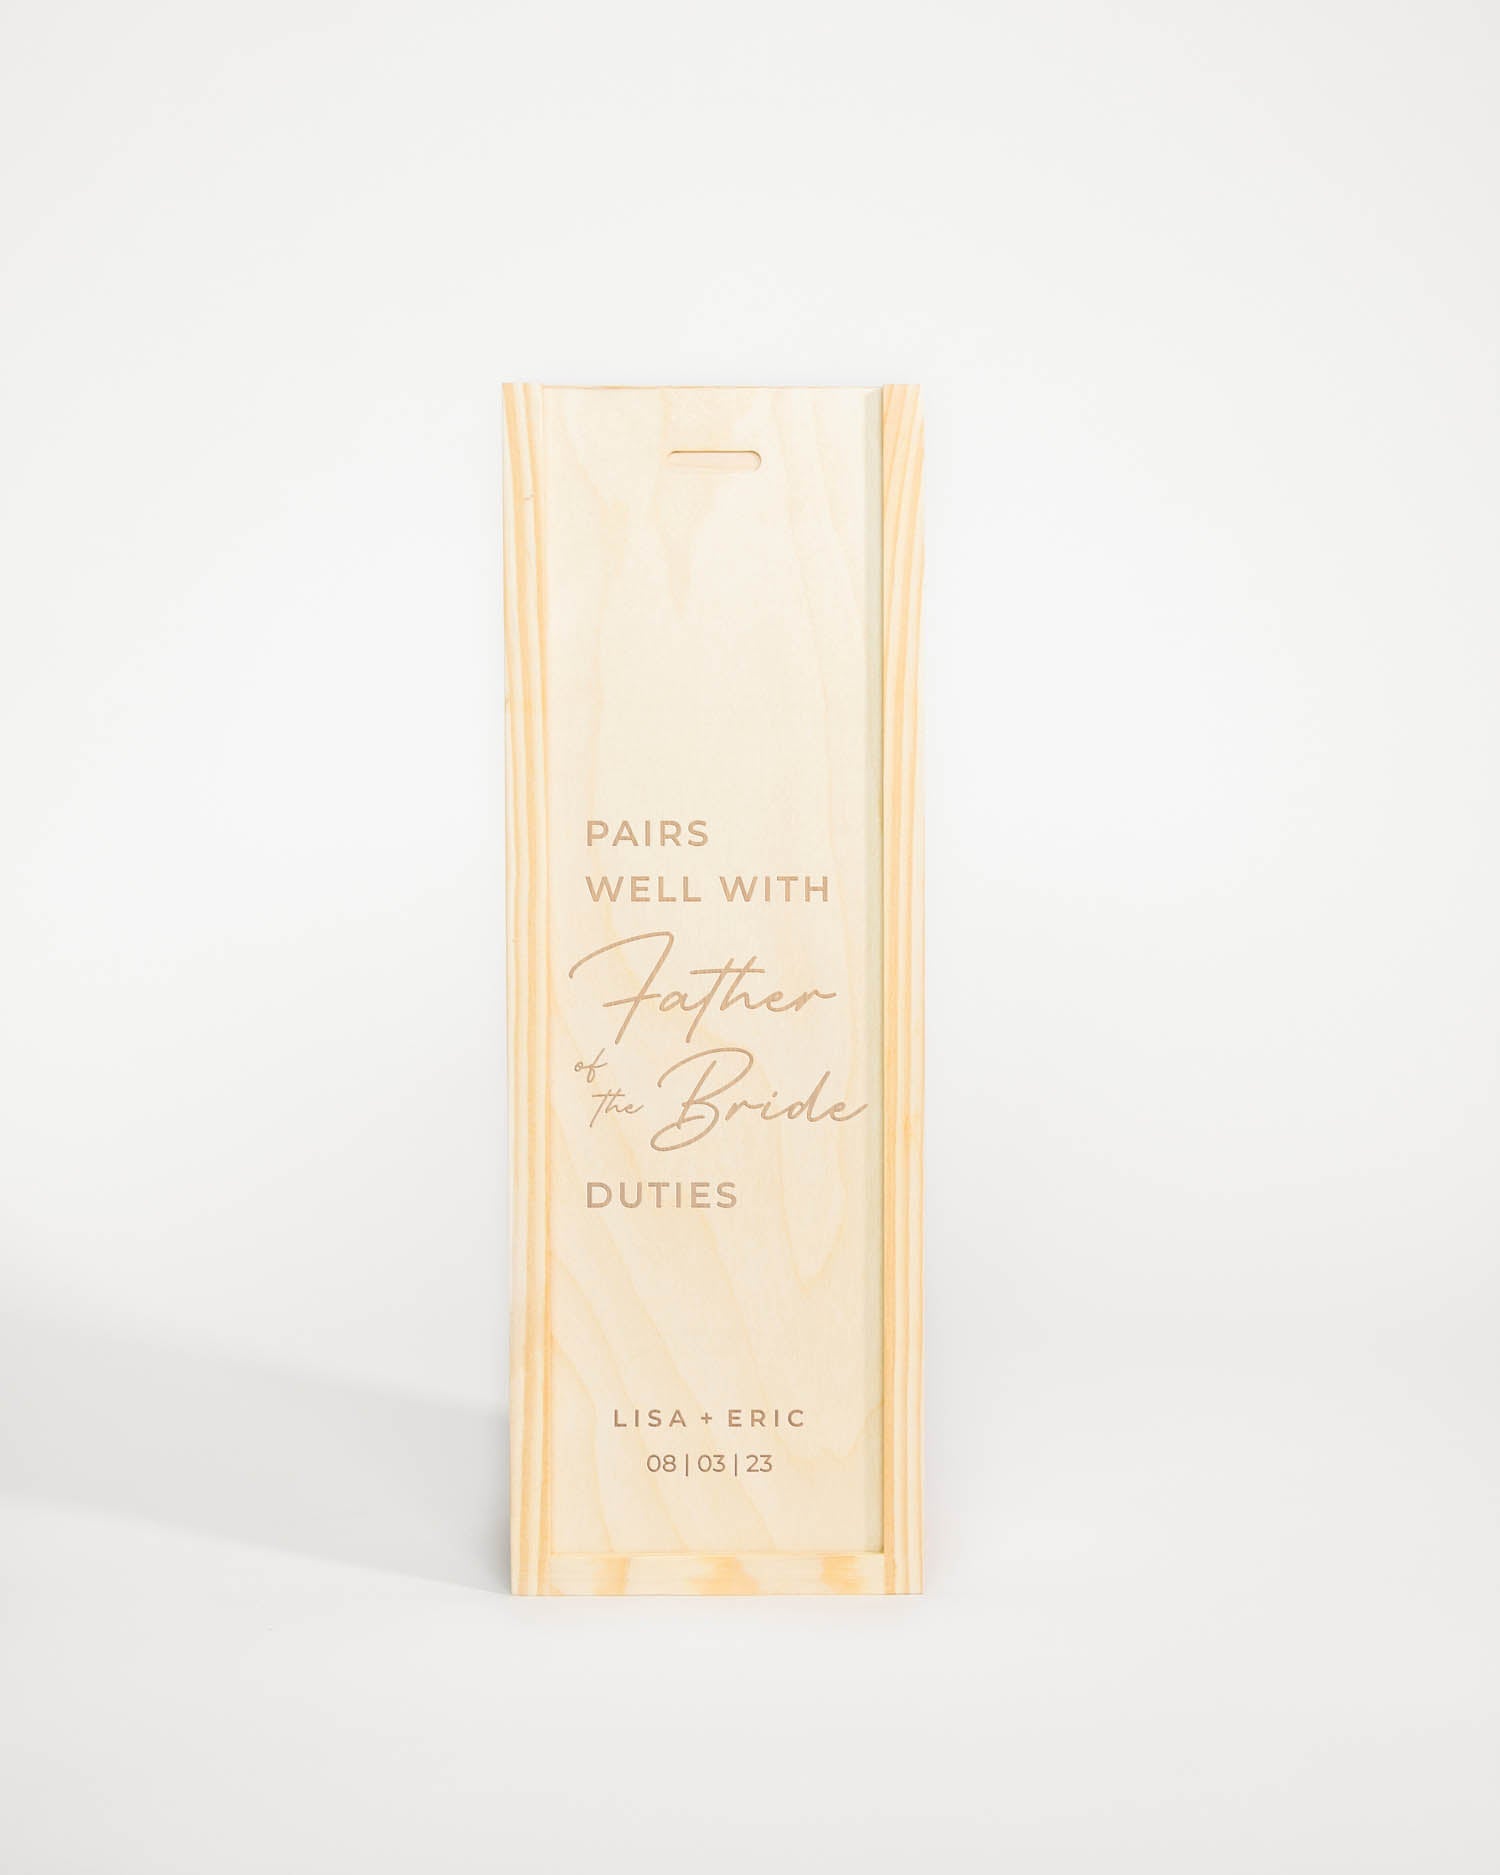 PAIRS
WELL WITH
Father
of
the Bride
DUTIES
LISA + ERIC
08 | 03 | 23